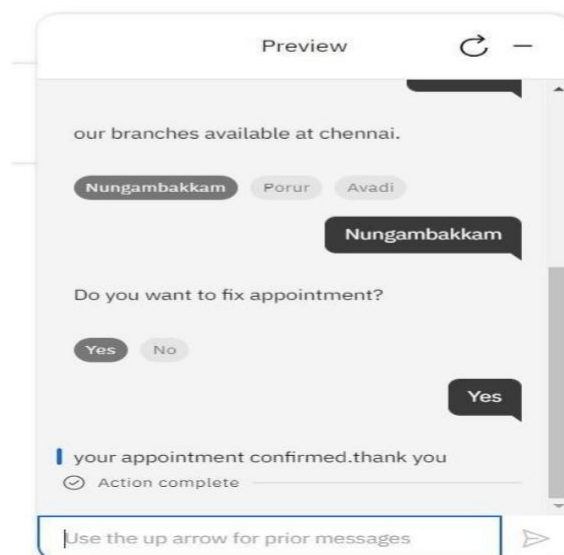 Preview
our branches available at chennai.
Nungambakkam Porur Avadi
Nungambakkam
Do you want to fix appointment?
Yes No
Yes
your appointment confirmed.thank you
Action complete
Use the up arrow for prior messages